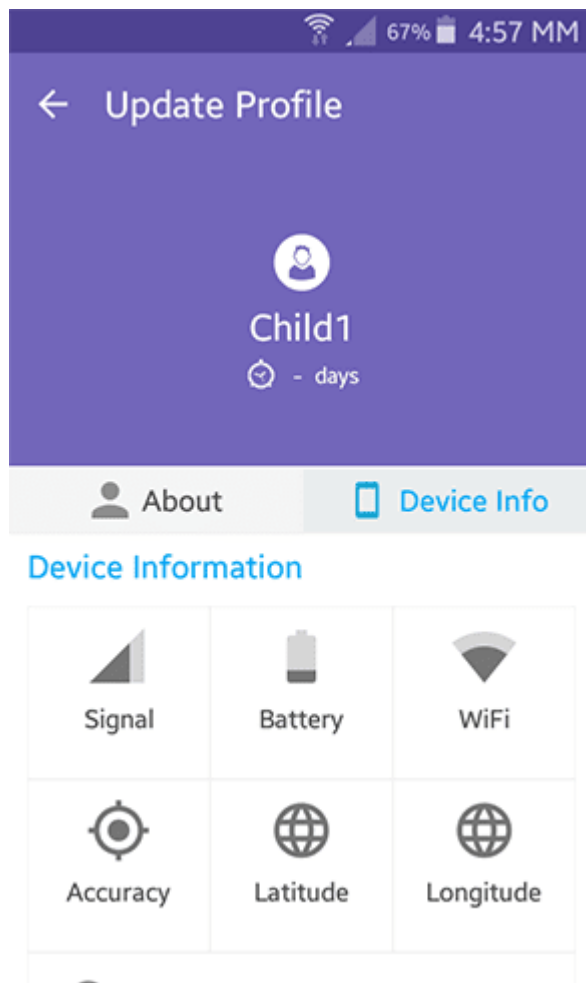 67% 4:57 MM
Update Profile
Child1
- days
About Device Info
Device Information
Signal Battery WiFi
Accuracy Latitude Longitude